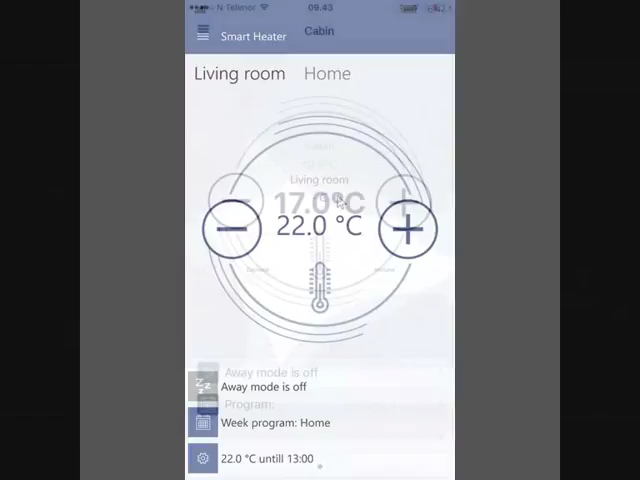 N Telenor 09.43
Smart Heater Cabin
Living room Home
Living room
17.0°C
22.0 °C
Away mode is off
Away mode is off
Program:
Week program: Home
22.0 °C untill 13:00